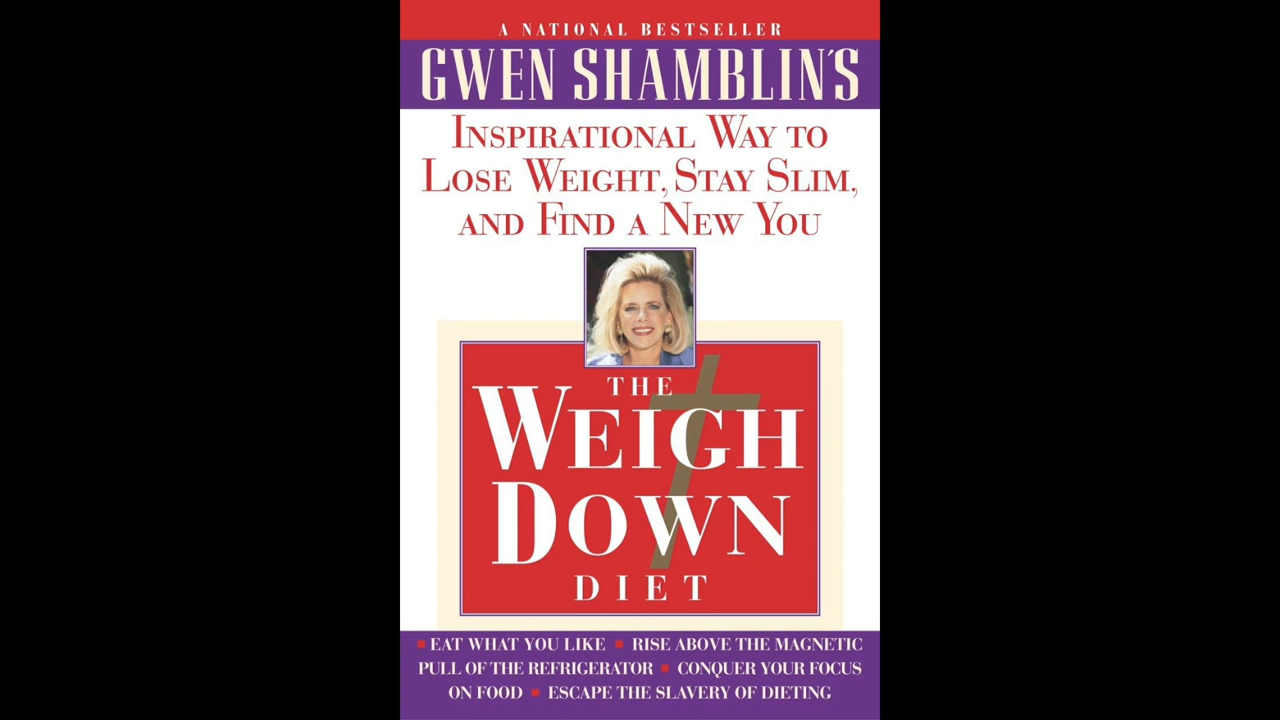 A NATIONAL BESTSELLER
GWEN SHAMBLIN'S
INSPIRATIONAL WAY TO
LOSE WEIGHT, STAY SLIM,
AND FIND A NEW YOU
THE
WEIGH
DOWN
DIET
▪ EAT WHAT YOU LIKE ▪ RISE ABOVE THE MAGNETIC
PULL OF THE REFRIGERATOR ▪ CONQUER YOUR FOCUS
ON FOOD ▪ ESCAPE THE SLAVERY OF DIETING